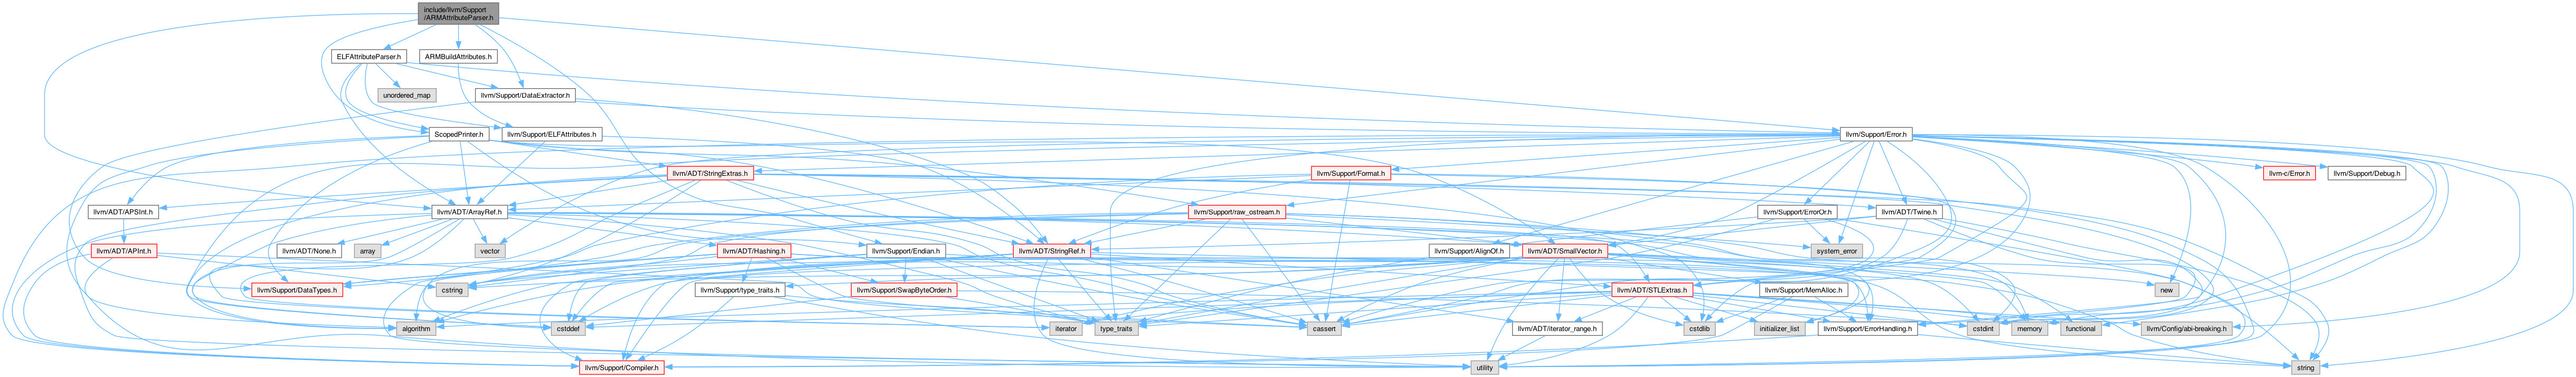 include/llvm/Support
/ARMAttributeParser.h
ELFAttributeParser.h
ARMBuildAttributes.h
unordered_map
llvm/Support/DataExtractor.h
ScopedPrinter.h
llvm/Support/ELFAttributes.h
llvm/Support/Error.h
llvm/ADT/StringExtras.h
llvm/Support/Format.h
llvm-c/Error.h
llvm/Support/Debug.h
llvm/ADT/APSInt.h
llvm/ADT/ArrayRef.h
llvm/Support/raw_ostream.h
llvm/Support/ErrorOr.h
llvm/ADT/Twine.h
llvm/ADT/APInt.h
llvm/ADT/None.h
array
vector
llvm/ADT/Hashing.h
llvm/Support/Endian.h
llvm/ADT/StringRef.h
llvm/Support/AlignOf.h
llvm/ADT/SmallVector.h
system_error
llvm/Support/DataTypes.h
cstring
llvm/Support/type_traits.h
llvm/Support/SwapByteOrder.h
llvm/ADT/STLExtras.h
llvm/Support/MemAlloc.h
new
algorithm
cstddef
iterator
type_traits
cassert
llvm/ADT/iterator_range.h
cstdlib
initializer_list
llvm/Support/ErrorHandling.h
cstdint
memory
functional
llvm/Config/abi-breaking.h
llvm/Support/Compiler.h
utility
string